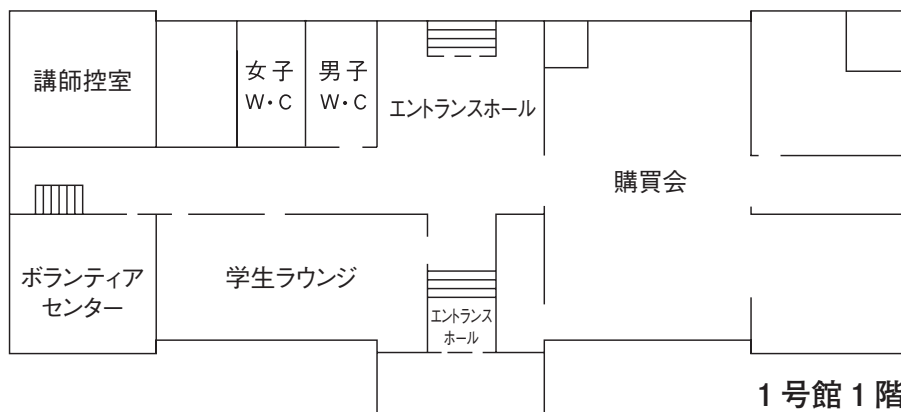 講師控室
女子
W・C
男子
W・C
エントランスホール
購買会
ボランティア
センター
学生ラウンジ
エントランス
ホール
1号館1階